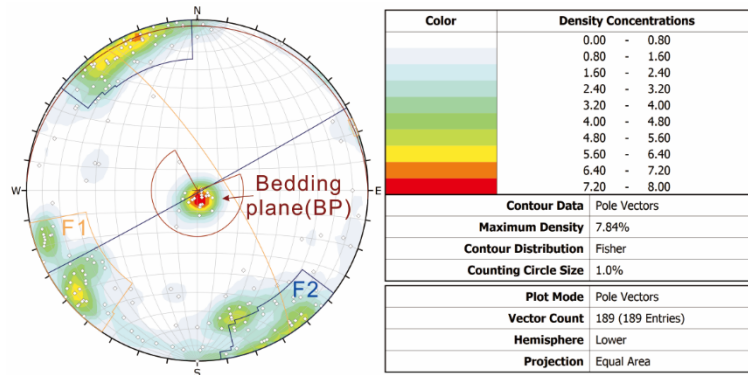 N
W
E
S
F1
F2
Bedding
plane(BP)
Color Density Concentrations
0.00 - 0.80
0.80 - 1.60
1.60 - 2.40
2.40 - 3.20
3.20 - 4.00
4.00 - 4.80
4.80 - 5.60
5.60 - 6.40
6.40 - 7.20
7.20 - 8.00
Contour Data Pole Vectors
Maximum Density 7.84%
Contour Distribution Fisher
Counting Circle Size 1.0%
Plot Mode Pole Vectors
Vector Count 189 (189 Entries)
Hemisphere Lower
Projection Equal Area